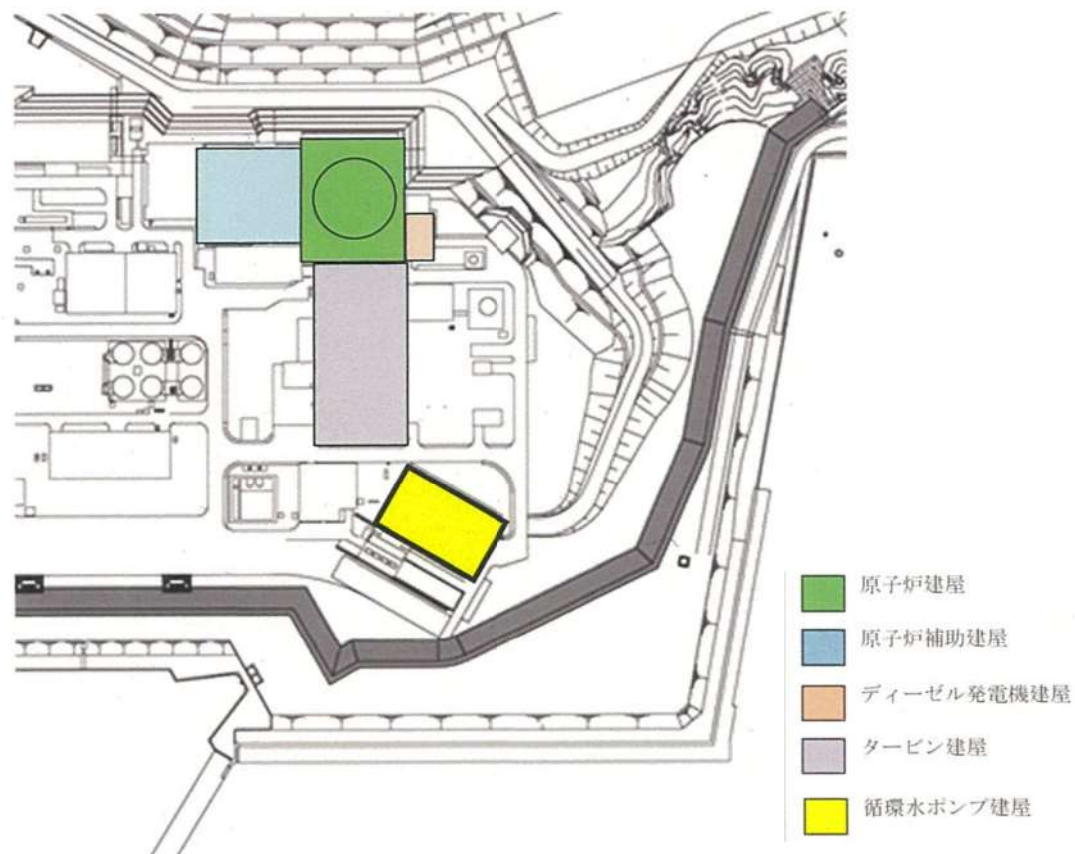 原子炉建屋
原子炉補助建屋
ディーゼル発電機建屋
タービン建屋
循環水ポンプ建屋